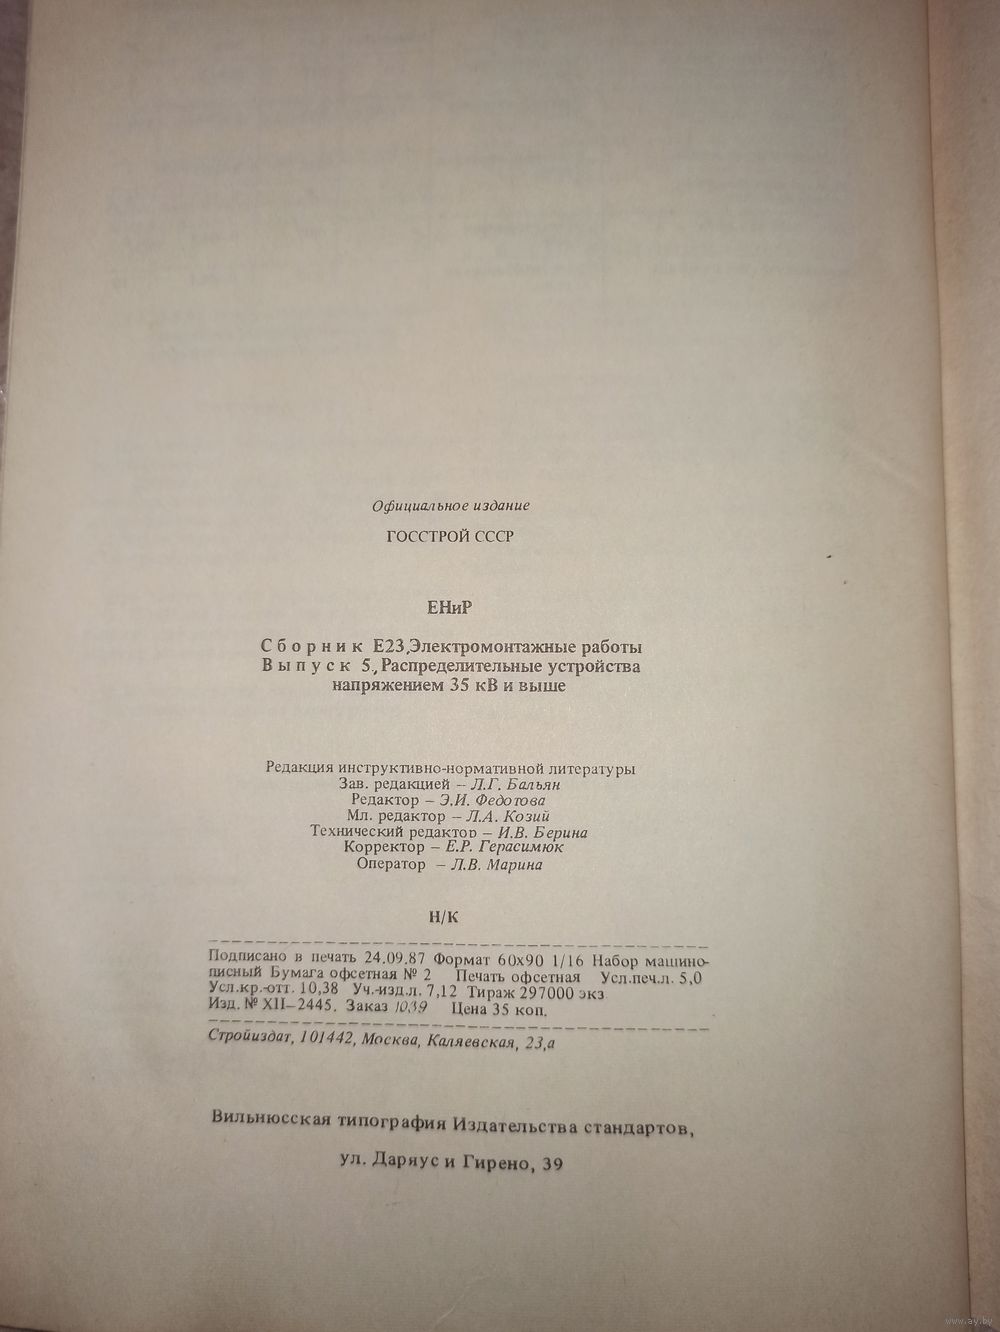 Официальное издание
ГОССТРОЙ СССР
ЕНиР
Сборник Е23,Электромонтажные работы
Выпуск 5.,Распределительные устройства
напряжением 35 кВ и выше
Редакция инструктивно-нормативной литературы
Зав. редакцией – Л.Г. Бальян
Редактор – Э.И. Федотова
Мл. редактор – Л.А. Козий
Технический редактор – И.В. Берина
Корректор – Е.Р. Герасимюк
Оператор – Л.В. Марина
Н/К
Подписано в печать 24.09.87 Формат 60х90 1/16 Набор машино-
писный Бумага офсетная № 2 Печать офсетная Усл.печ.л. 5,0
Усл.кр.-отт. 10,38 Уч.-изд.л. 7,12 Тираж 297000 экз
Изд. № XII–2445. Заказ 1039 Цена 35 коп.
Стройиздат, 101442, Москва, Каляевская, 23,а
Вильнюсская типография Издательства стандартов,
ул. Даряус и Гирено, 39
www.ay.by